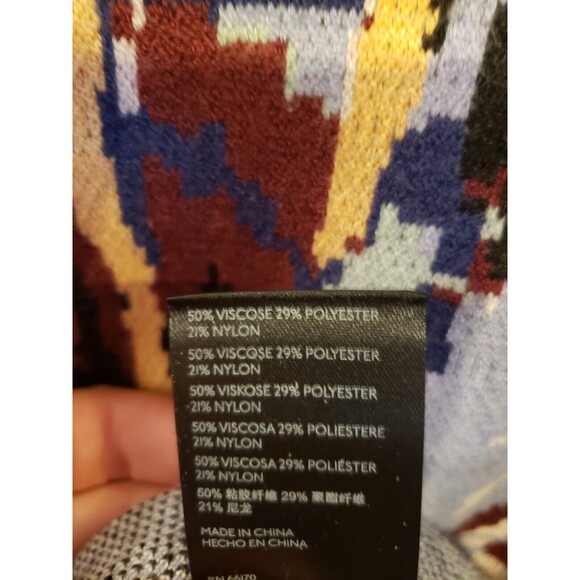 50% VISCOSE 29% POLYESTER
21% NYLON
50% VISCOSE 29% POLYESTER
21% NYLON
50% VISKOSE 29% POLYESTER
21% NYLON
50% VISCOSA 29% POLIESTERE
21% NYLON
50% VISCOSA 29% POLIÉSTER
21% NYLON
50% 粘胶纤维 29% 聚酯纤维
21% 尼龙
MADE IN CHINA
HECHO EN CHINA
RN 66170